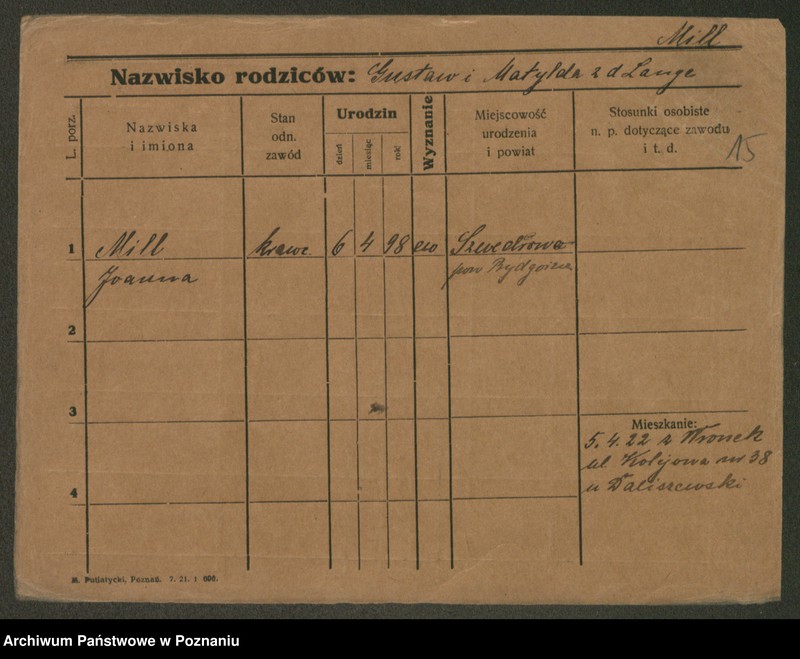 Mill
Nazwisko rodziców: Gustaw i Matylda z d Lange
L. porz.
Nazwiska
i imiona
Stan
odn.
zawód
Urodzin
dzień
miesiąc
rok
Wyznanie
Miejscowość
urodzenia
i powiat
Stosunki osobiste
n. p. dotyczące zawodu
i t. d.
15
1 Mill krawc. 6 4 98 ew Szwedrowa
Joanna pow Bydgoszcz
2
3
Mieszkanie:
5.4.22 z Wronek
ul Kolejowa nr 38
u Daliszewski
4
M. Putiatycki, Poznań. 7. 21. 1 000.
Archiwum Państwowe w Poznaniu